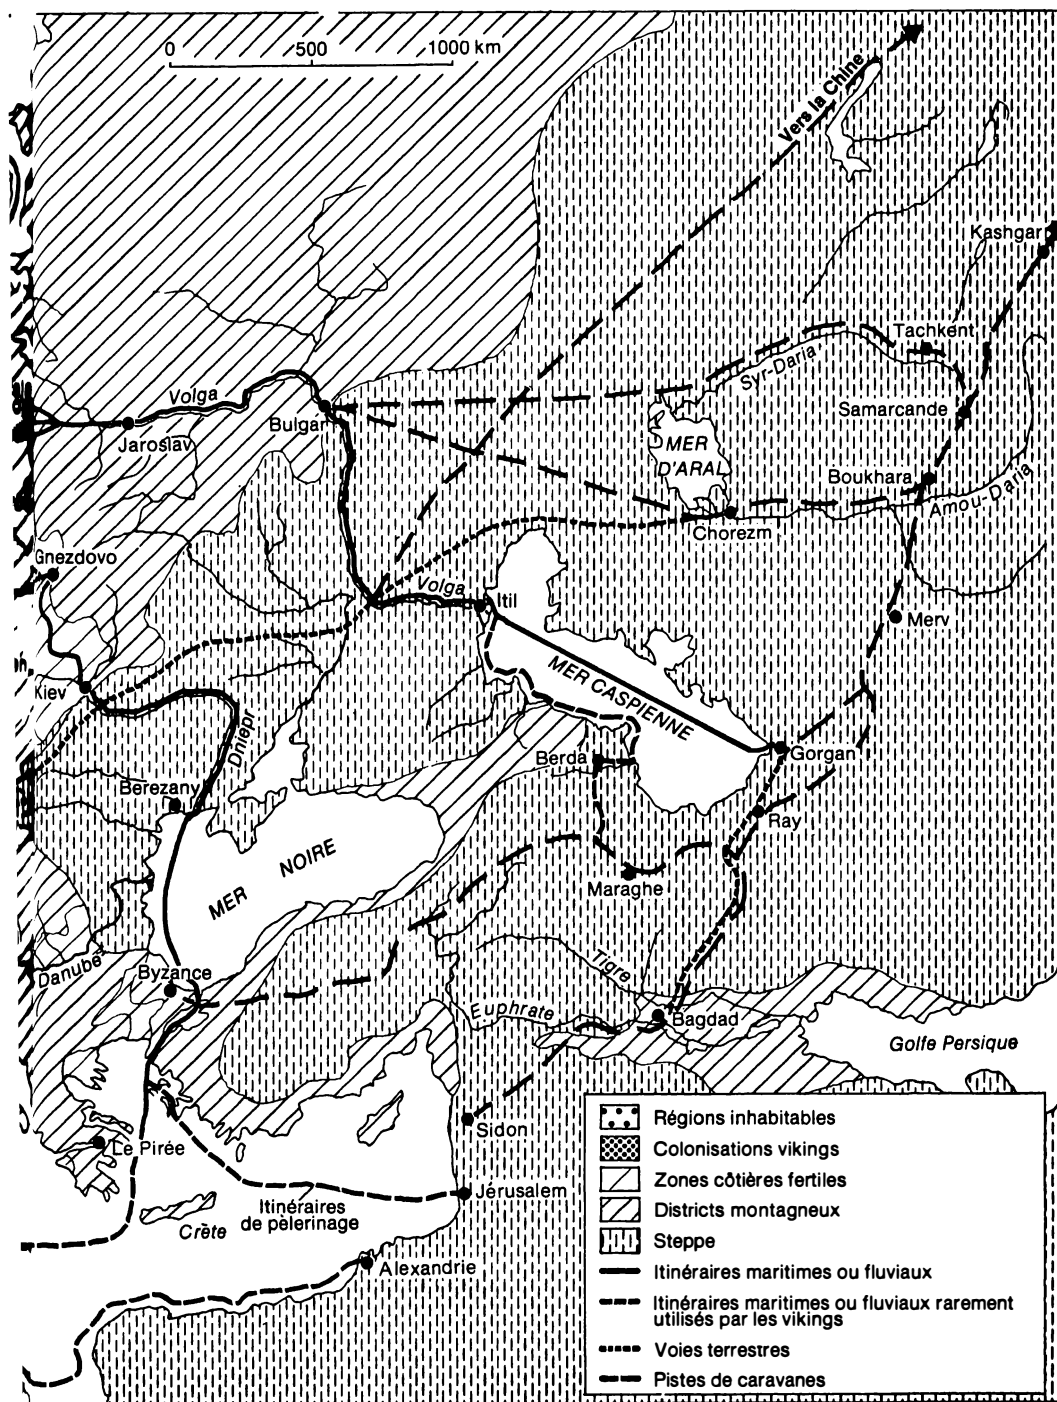 0 500 1000 km
Vers la Chine
Kashgar
Tachkent
Syr-Daria
Volga
Samarcande
Bulgar
Jaroslav
MER
D'ARAL
Boukhara
Amou-Daria
Chorezm
Gnezdovo
Volga
Itil
Merv
Kiev
MER CASPIENNE
Dniepr
Gorgan
Berda
Berezany
Ray
MER NOIRE
Maraghe
Danube
Byzance
Tigre
Euphrate
Bagdad
Golfe Persique
Sidon
Le Pirée
Jérusalem
Itinéraires
de pèlerinage
Crète
Alexandrie
Régions inhabitables
Colonisations vikings
Zones côtières fertiles
Districts montagneux
Steppe
Itinéraires maritimes ou fluviaux
Itinéraires maritimes ou fluviaux rarement
utilisés par les vikings
Voies terrestres
Pistes de caravanes